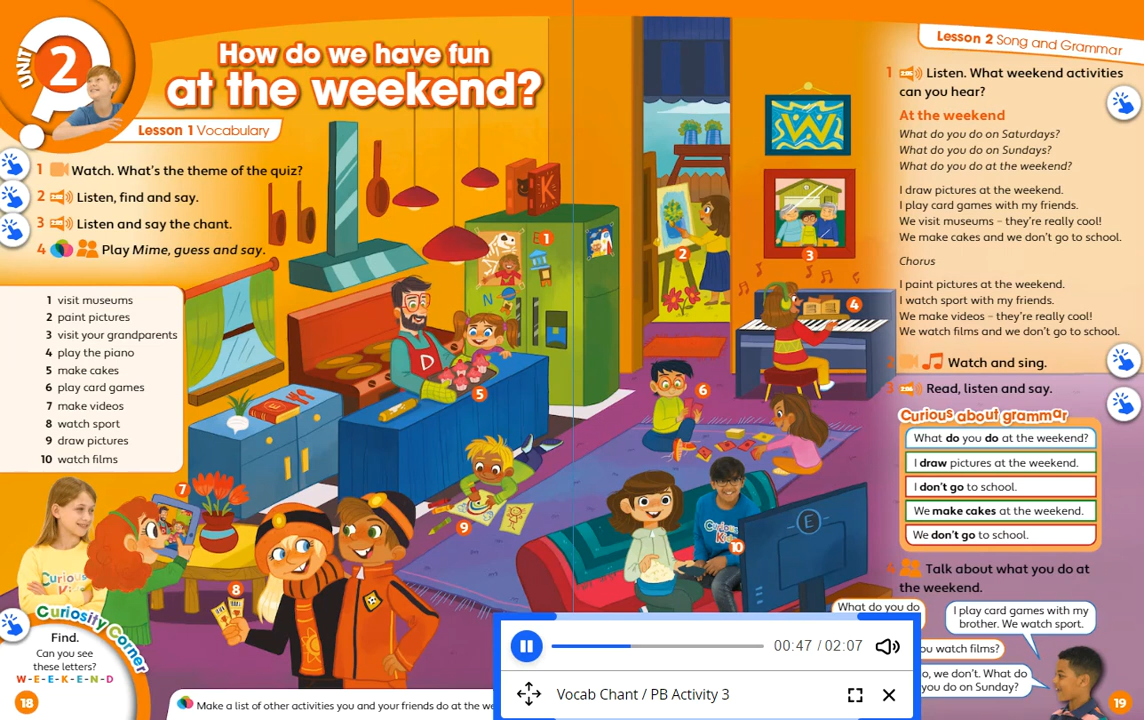 UNIT 2
How do we have fun
at the weekend?
Lesson 1 Vocabulary
1 Watch. What's the theme of the quiz?
2 Listen, find and say.
3 Listen and say the chant.
4 Play Mime, guess and say.
1 visit museums
2 paint pictures
3 visit your grandparents
4 play the piano
5 make cakes
6 play card games
7 make videos
8 watch sport
9 draw pictures
10 watch films
Curiosity Corner
Find.
Can you see
these letters?
W-E-E-K-E-N-D
18
K
E
1
N
D
5
7
8
9
W
2
3
4
6
E
Curious
10
Curious
Make a list of other activities you and your friends do at the
Lesson 2 Song and Grammar
1 Listen. What weekend activities
can you hear?
At the weekend
What do you do on Saturdays?
What do you do on Sundays?
What do you do at the weekend?
I draw pictures at the weekend.
I play card games with my friends.
We visit museums – they're really cool!
We make cakes and we don't go to school.
Chorus
I paint pictures at the weekend.
I watch sport with my friends.
We make videos – they're really cool!
We watch films and we don't go to school.
2 Watch and sing.
3 Read, listen and say.
Curious about grammar
What do you do at the weekend?
I draw pictures at the weekend.
I don't go to school.
We make cakes at the weekend.
We don't go to school.
4 Talk about what you do at
the weekend.
What do you do
I play card games with my
brother. We watch sport.
you watch films?
o, we don't. What do
you do on Sunday?
19
00:47 / 02:07
Vocab Chant / PB Activity 3